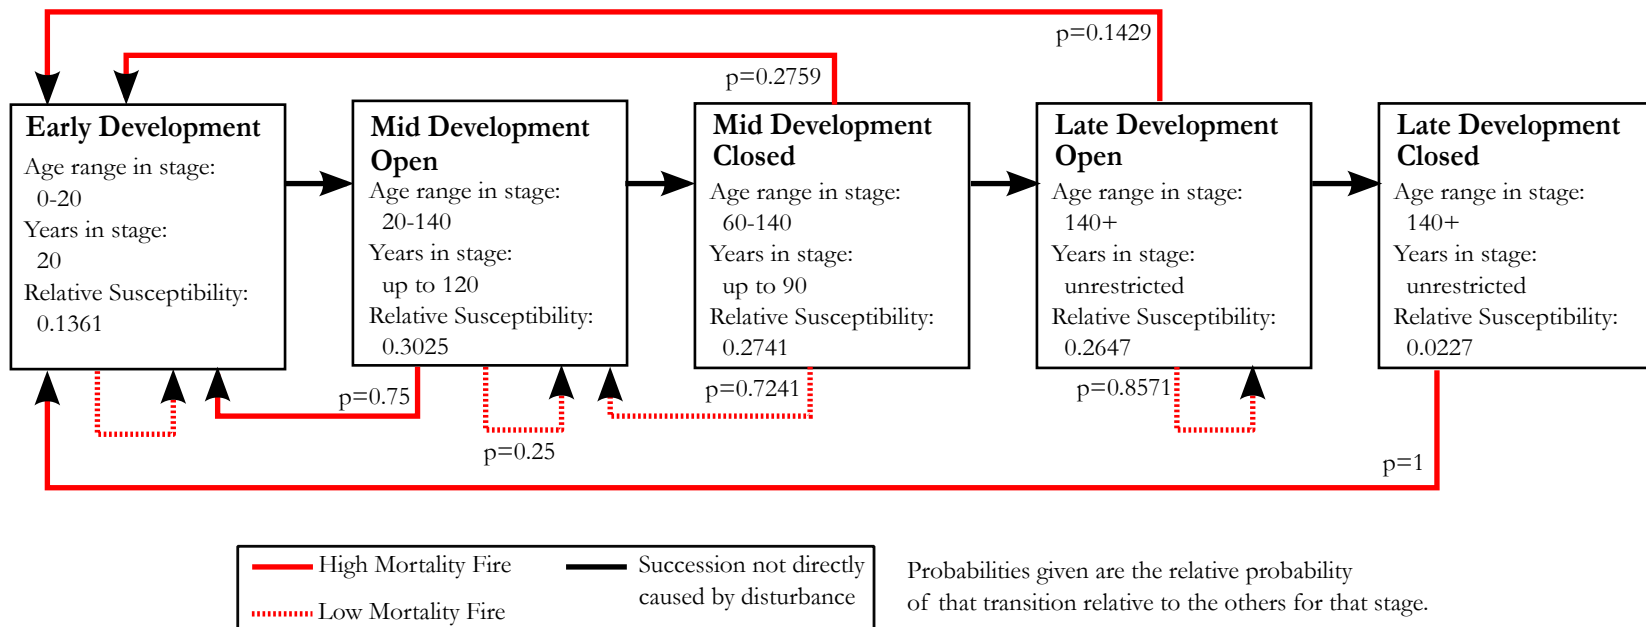 p=0.1429
p=0.2759
Early Development
Age range in stage:
0-20
Years in stage:
20
Relative Susceptibility:
0.1361
Mid Development
Open
Age range in stage:
20-140
Years in stage:
up to 120
Relative Susceptibility:
0.3025
Mid Development
Closed
Age range in stage:
60-140
Years in stage:
up to 90
Relative Susceptibility:
0.2741
Late Development
Open
Age range in stage:
140+
Years in stage:
unrestricted
Relative Susceptibility:
0.2647
Late Development
Closed
Age range in stage:
140+
Years in stage:
unrestricted
Relative Susceptibility:
0.0227
p=0.75
p=0.25
p=0.7241
p=0.8571
p=1
High Mortality Fire
Low Mortality Fire
Succession not directly
caused by disturbance
Probabilities given are the relative probability
of that transition relative to the others for that stage.